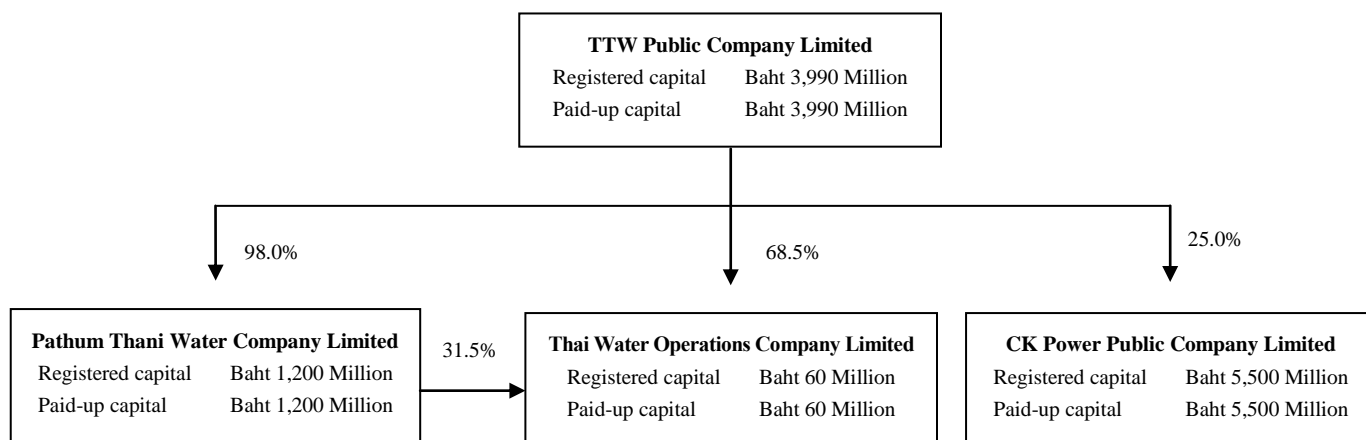 TTW Public Company Limited
Registered capital Baht 3,990 Million
Paid-up capital Baht 3,990 Million
98.0%
68.5%
25.0%
Pathum Thani Water Company Limited
Registered capital Baht 1,200 Million
Paid-up capital Baht 1,200 Million
31.5%
Thai Water Operations Company Limited
Registered capital Baht 60 Million
Paid-up capital Baht 60 Million
CK Power Public Company Limited
Registered capital Baht 5,500 Million
Paid-up capital Baht 5,500 Million